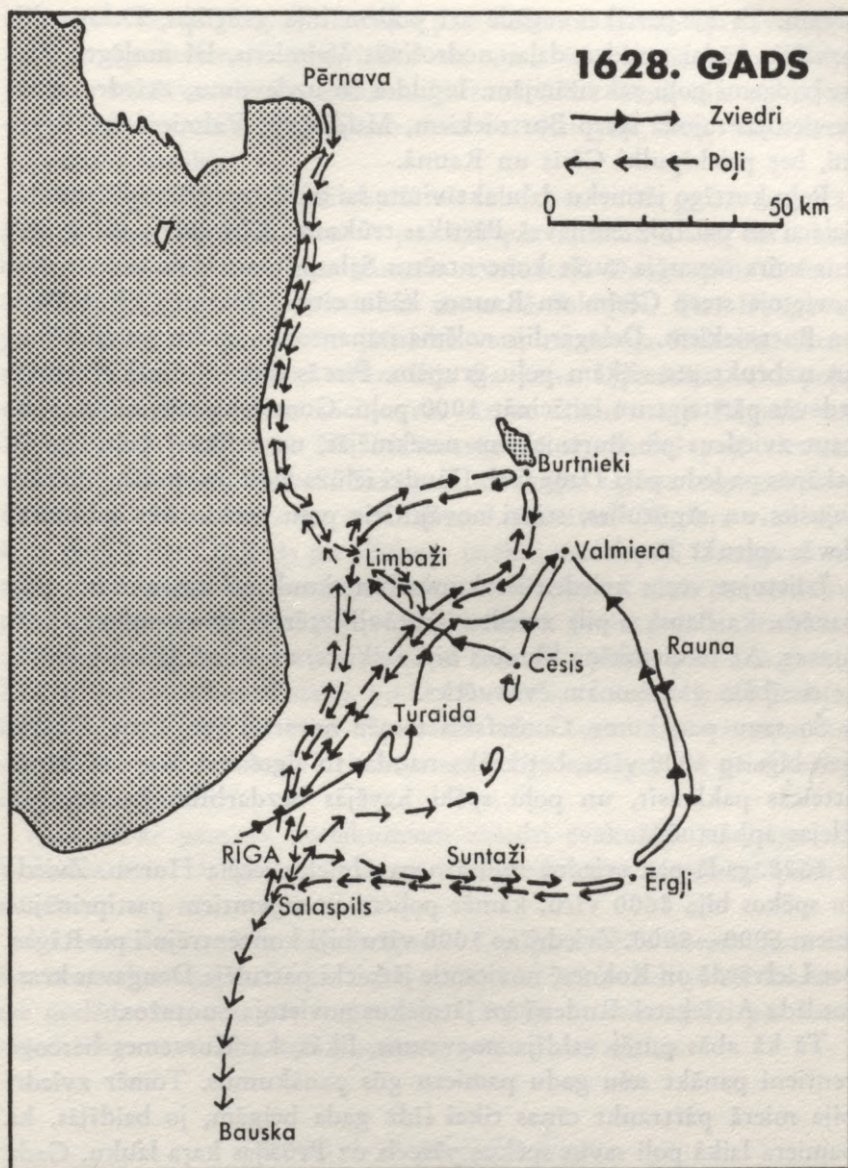 1628. GADS
Zviedri
Poļi
0 50 km
Pērnava
Burtnieki
Limbaži
Valmiera
Rauna
Cēsis
Turaida
RĪGA
Suntaži
Ērgļi
Salaspils
Bauska